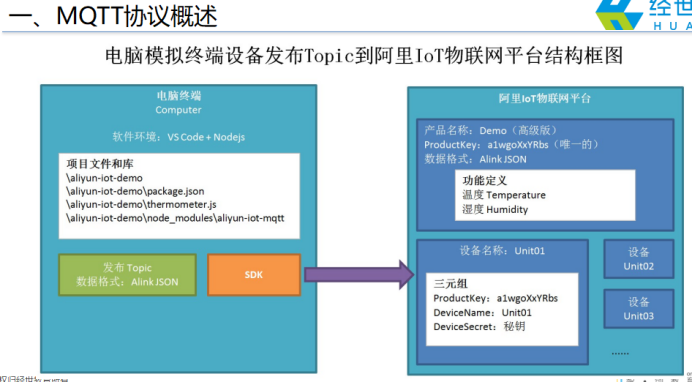 一、MQTT协议概述
经世
HUA
电脑模拟终端设备发布Topic到阿里IoT物联网平台结构框图
电脑终端
Computer
软件环境：VS Code + Nodejs
项目文件和库
\aliyun-iot-demo
\aliyun-iot-demo\package.json
\aliyun-iot-demo\thermometer.js
\aliyun-iot-demo\node_modules\aliyun-iot-mqtt
发布 Topic
数据格式：Alink JSON
SDK
阿里IoT物联网平台
产品名称：Demo（高级版）
ProductKey：a1wgoXxYRbs（唯一的）
数据格式：Alink JSON
功能定义
温度 Temperature
湿度 Humidity
设备名称：Unit01
三元组
ProductKey：a1wgoXxYRbs
DeviceName：Unit01
DeviceSecret：秘钥
设备
Unit02
设备
Unit03
......